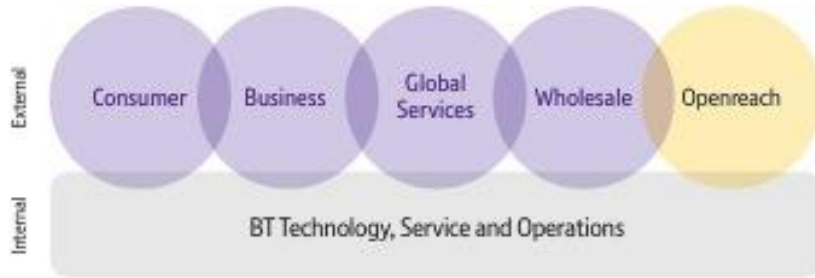 External
Consumer
Business
Global
Services
Wholesale
Openreach
Internal
BT Technology, Service and Operations